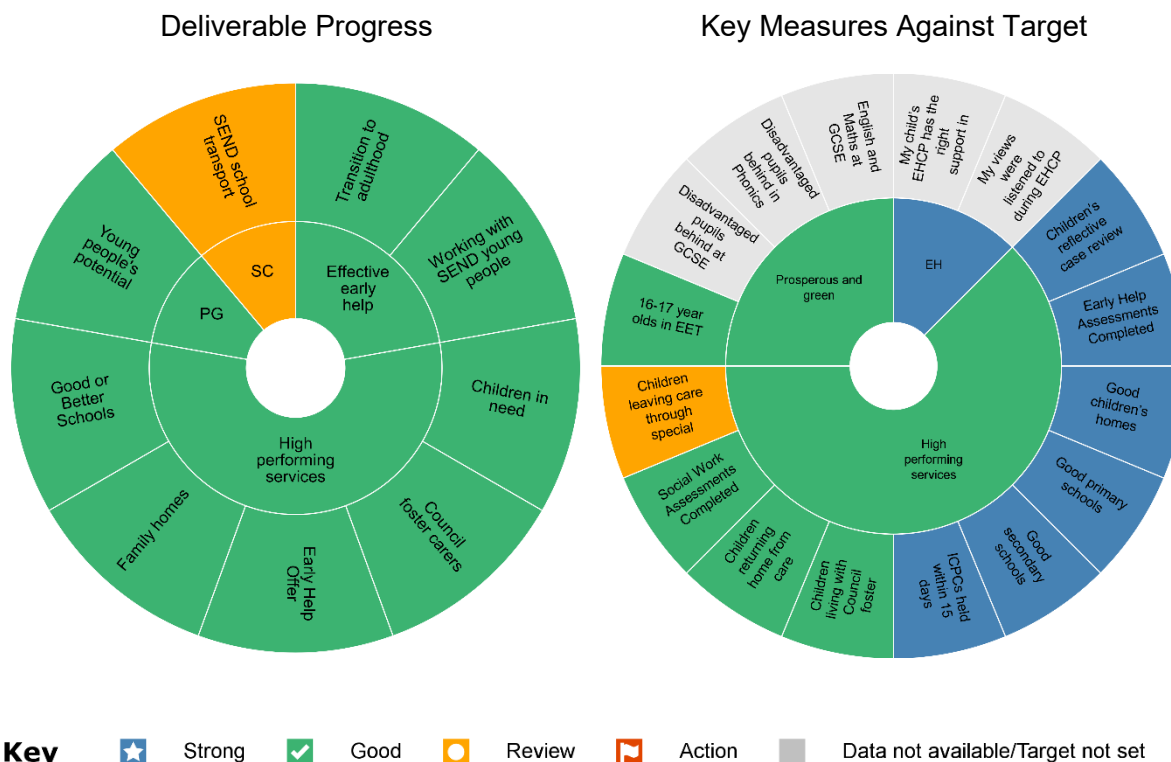 Deliverable Progress
SEND school
transport
Transition to
adulthood
Working with
SEND young
people
Children in
need
Council
foster carers
Early Help
Offer
Family homes
Good or
Better
Schools
Young
people's
potential
SC
Effective
early
help
PG
High
performing
services
Key Measures Against Target
My child's
EHCP has the
right
support in
My views
were
listened to
during EHCP
Children's
reflective
case review
Early Help
Assessments
Completed
Good
children's
homes
Good primary
schools
Good
secondary
schools
ICPCs held
within 15
days
Children
living with
Council
foster
Children
returning
home from
care
Social Work
Assessments
Completed
Children
leaving care
through
special
16-17 year
olds in EET
Disadvantaged
pupils
behind at
GCSE
Disadvantaged
pupils
behind in
Phonics
English and
Maths at
GCSE
EH
Prosperous and
green
High
performing
services
Key
Strong
Good
Review
Action
Data not available/Target not set